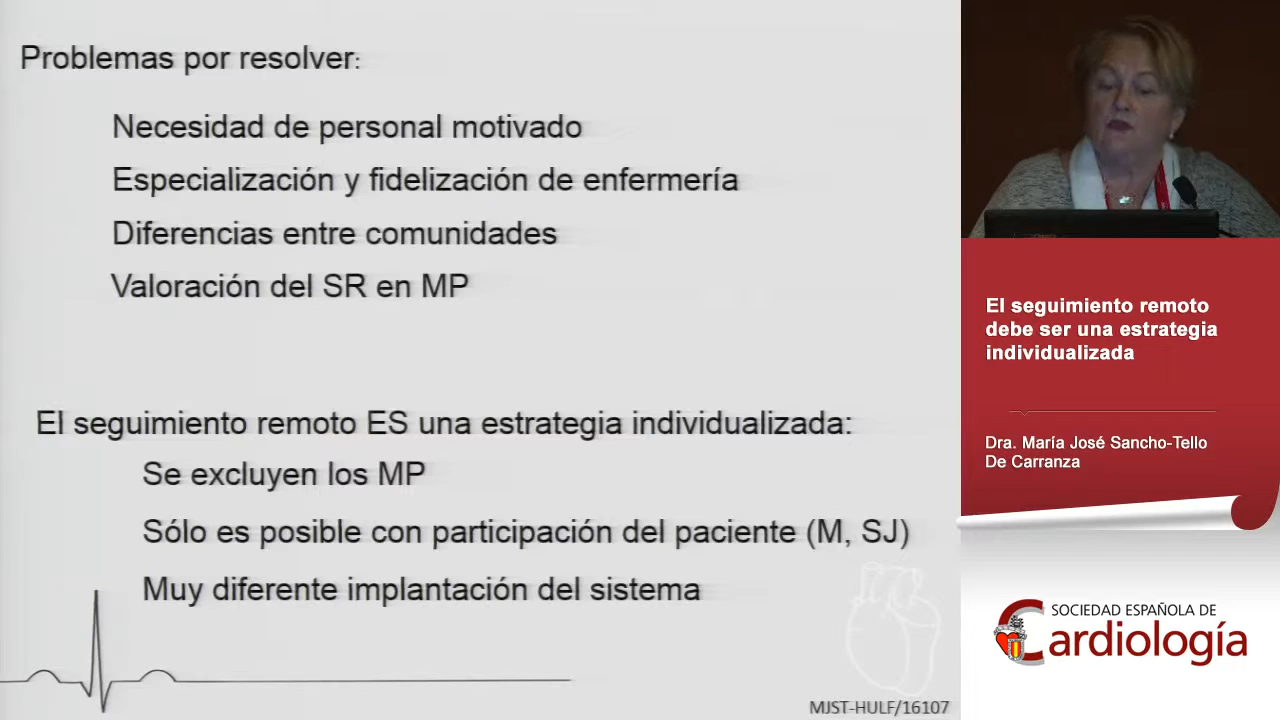 Problemas por resolver:
Necesidad de personal motivado
Especialización y fidelización de enfermería
Diferencias entre comunidades
Valoración del SR en MP
El seguimiento remoto ES una estrategia individualizada:
Se excluyen los MP
Sólo es posible con participación del paciente (M, SJ)
Muy diferente implantación del sistema
MJST-HULF/16107
El seguimiento remoto
debe ser una estrategia
individualizada
Dra. María José Sancho-Tello
De Carranza
SOCIEDAD ESPAÑOLA DE
Cardiología